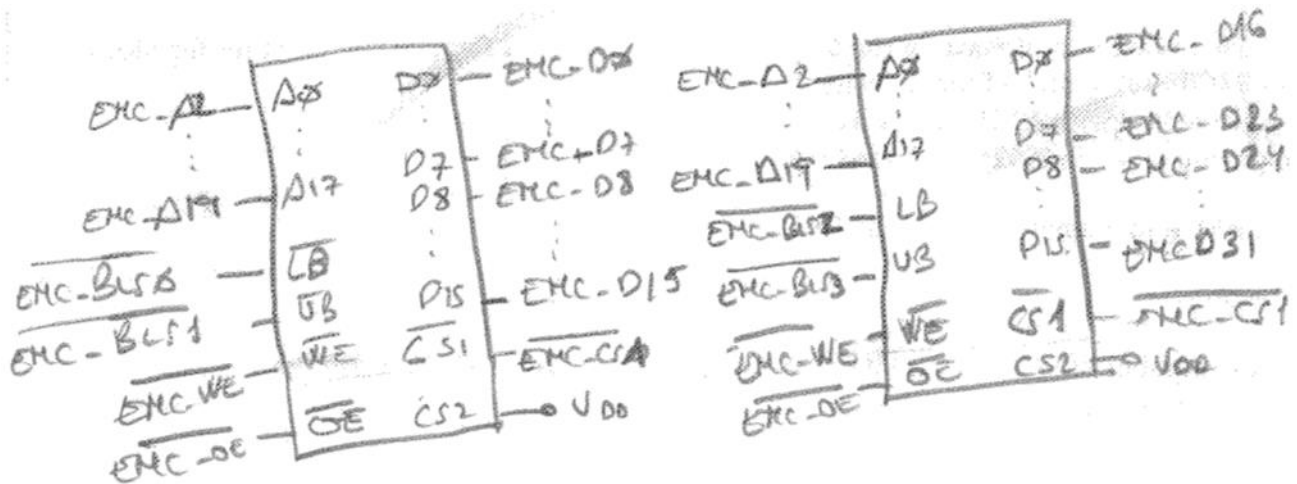 EMC-A2 A0 D0 EMC-D0
D7 EMC-D7
EMC-A19 A17 D8 EMC-D8
EMC-BLS0 LB
EMC-BLS1 UB D15 EMC-D15
EMC-WE WE CS1 EMC-CS1
EMC-OE OE CS2 VDD
EMC-A2 A0 D0 EMC-D16
A17 D7 EMC-D23
EMC-A19 D8 EMC-D24
EMC-BLS2 LB
EMC-BLS3 UB D15 EMC D31
EMC-WE WE CS1 EMC-CS1
EMC-OE OE CS2 VDD